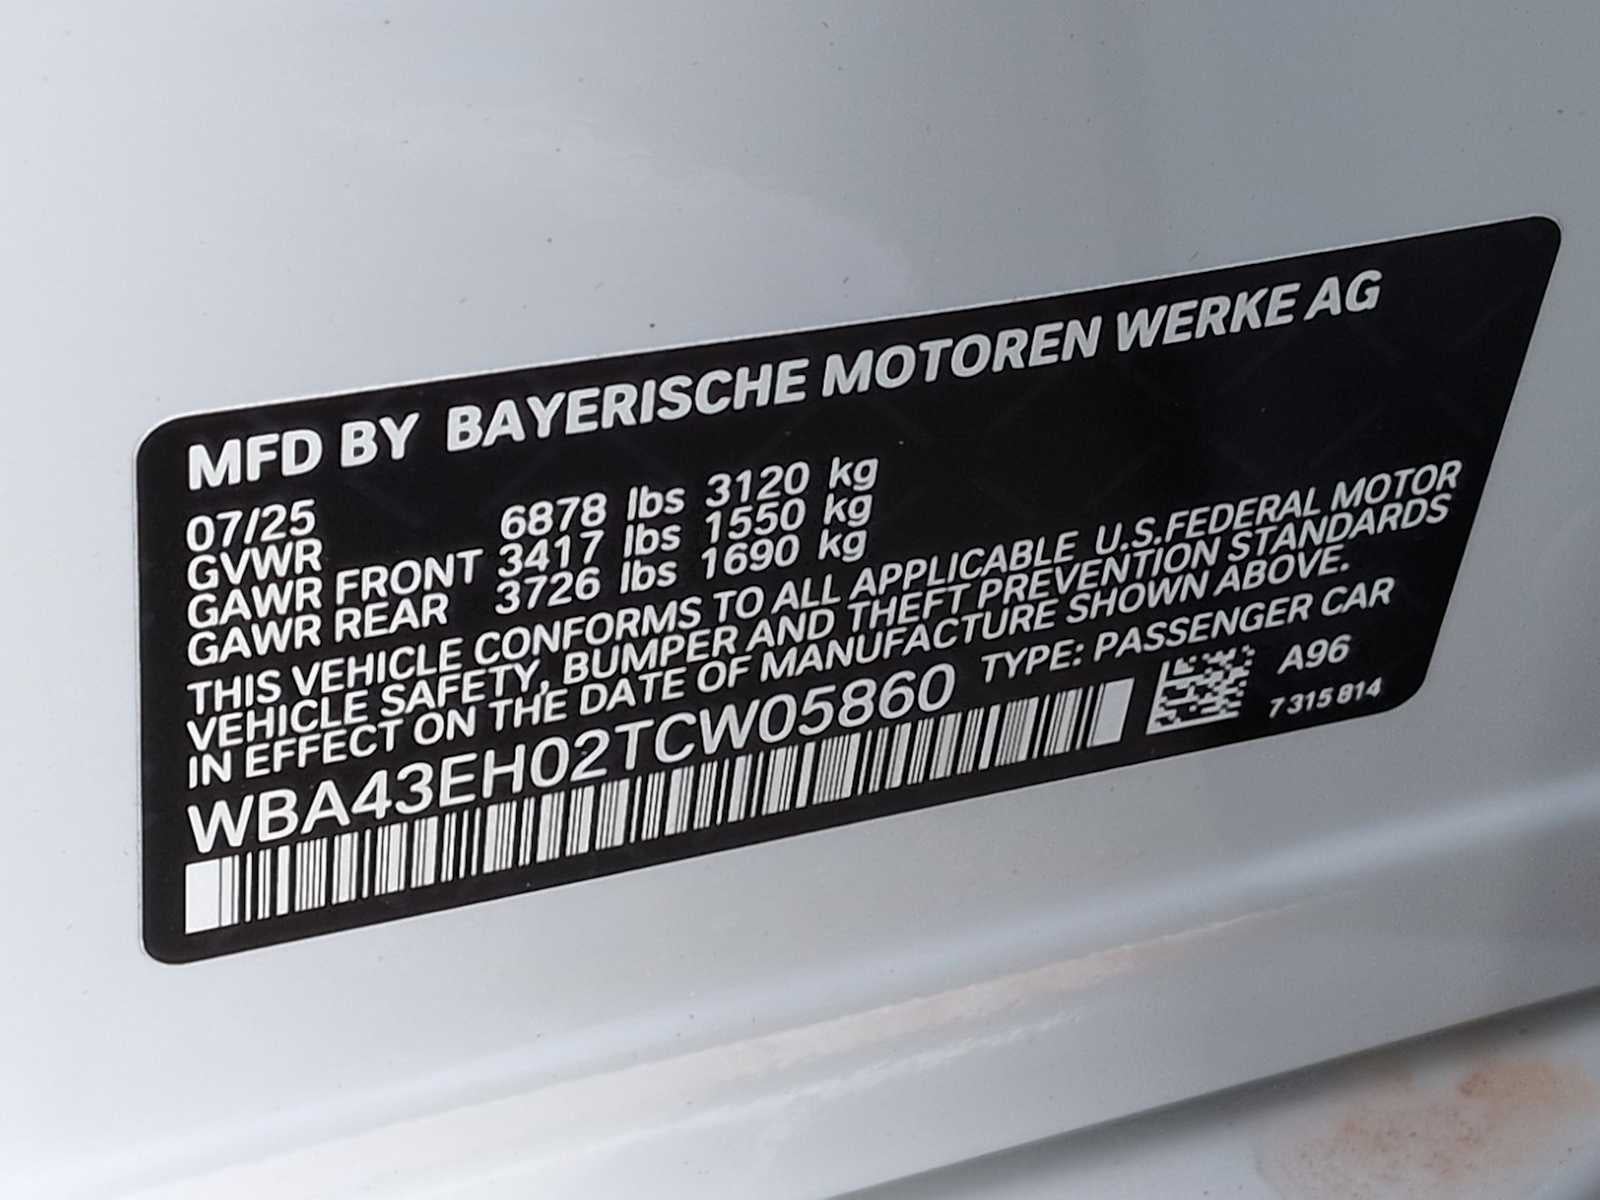 MFD BY BAYERISCHE MOTOREN WERKE AG
07/25
GVWR 6878 lbs 3120 kg
GAWR FRONT 3417 lbs 1550 kg
GAWR REAR 3726 lbs 1690 kg
THIS VEHICLE CONFORMS TO ALL APPLICABLE U.S.FEDERAL MOTOR
VEHICLE SAFETY, BUMPER AND THEFT PREVENTION STANDARDS
IN EFFECT ON THE DATE OF MANUFACTURE SHOWN ABOVE.
WBA43EH02TCW05860 TYPE: PASSENGER CAR
A96
7 315 814